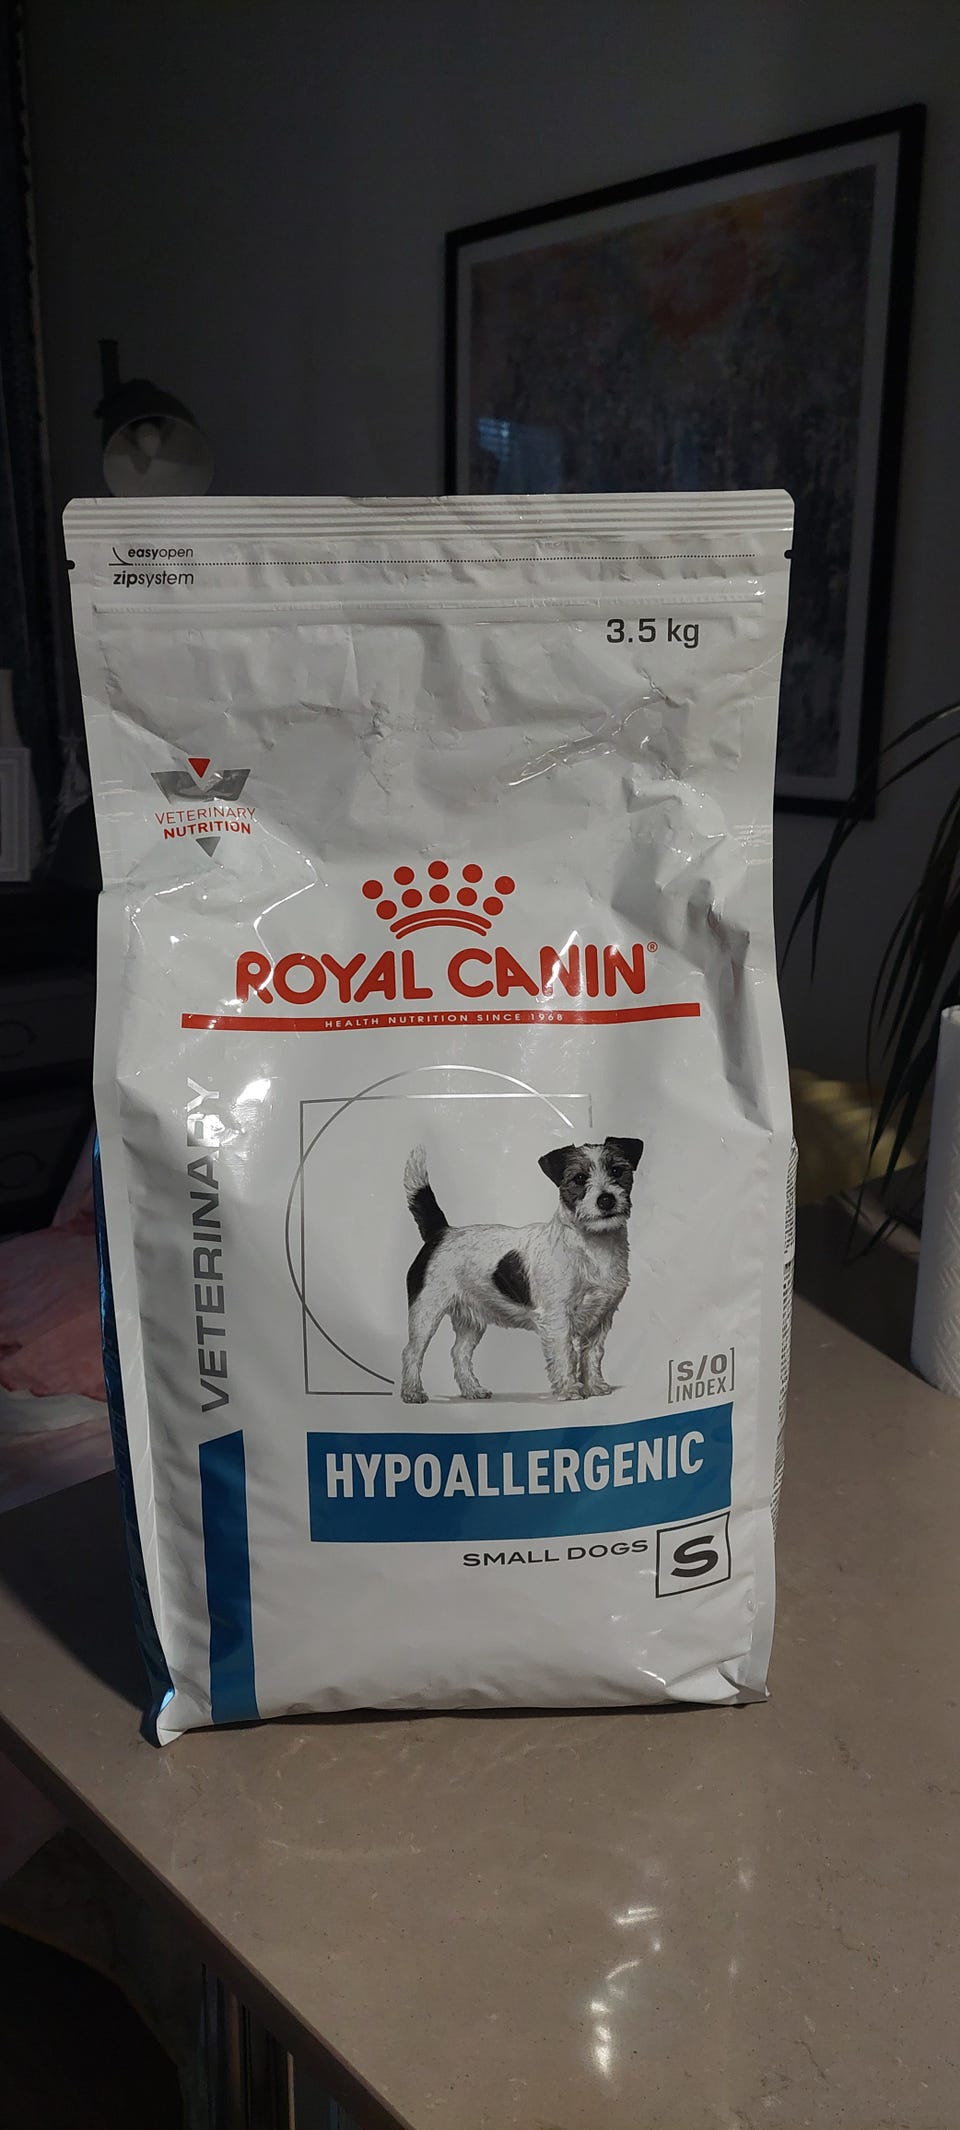 easyopen
zipsystem
3.5 kg
VETERINARY
NUTRITION
ROYAL CANIN®
HEALTH NUTRITION SINCE 1968
VETERINARY
S/O
INDEX
HYPOALLERGENIC
SMALL DOGS S